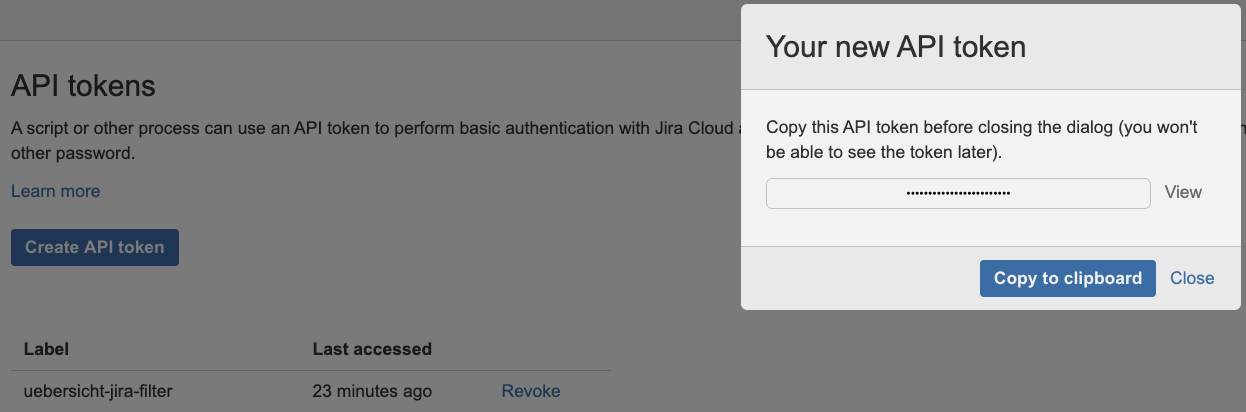 API tokens
A script or other process can use an API token to perform basic authentication with Jira Cloud
other password.
Learn more
Create API token
Label Last accessed
uebersicht-jira-filter 23 minutes ago Revoke
Your new API token
Copy this API token before closing the dialog (you won't
be able to see the token later).
•••••••••••••••••••••••• View
Copy to clipboard Close